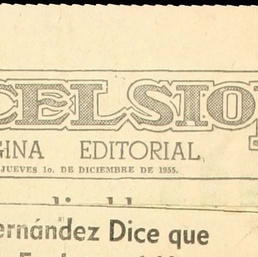 CELSIO
GINA EDITORIAL
JUEVES 1o. DE DICIEMBRE DE 1955.
ernández Dice que